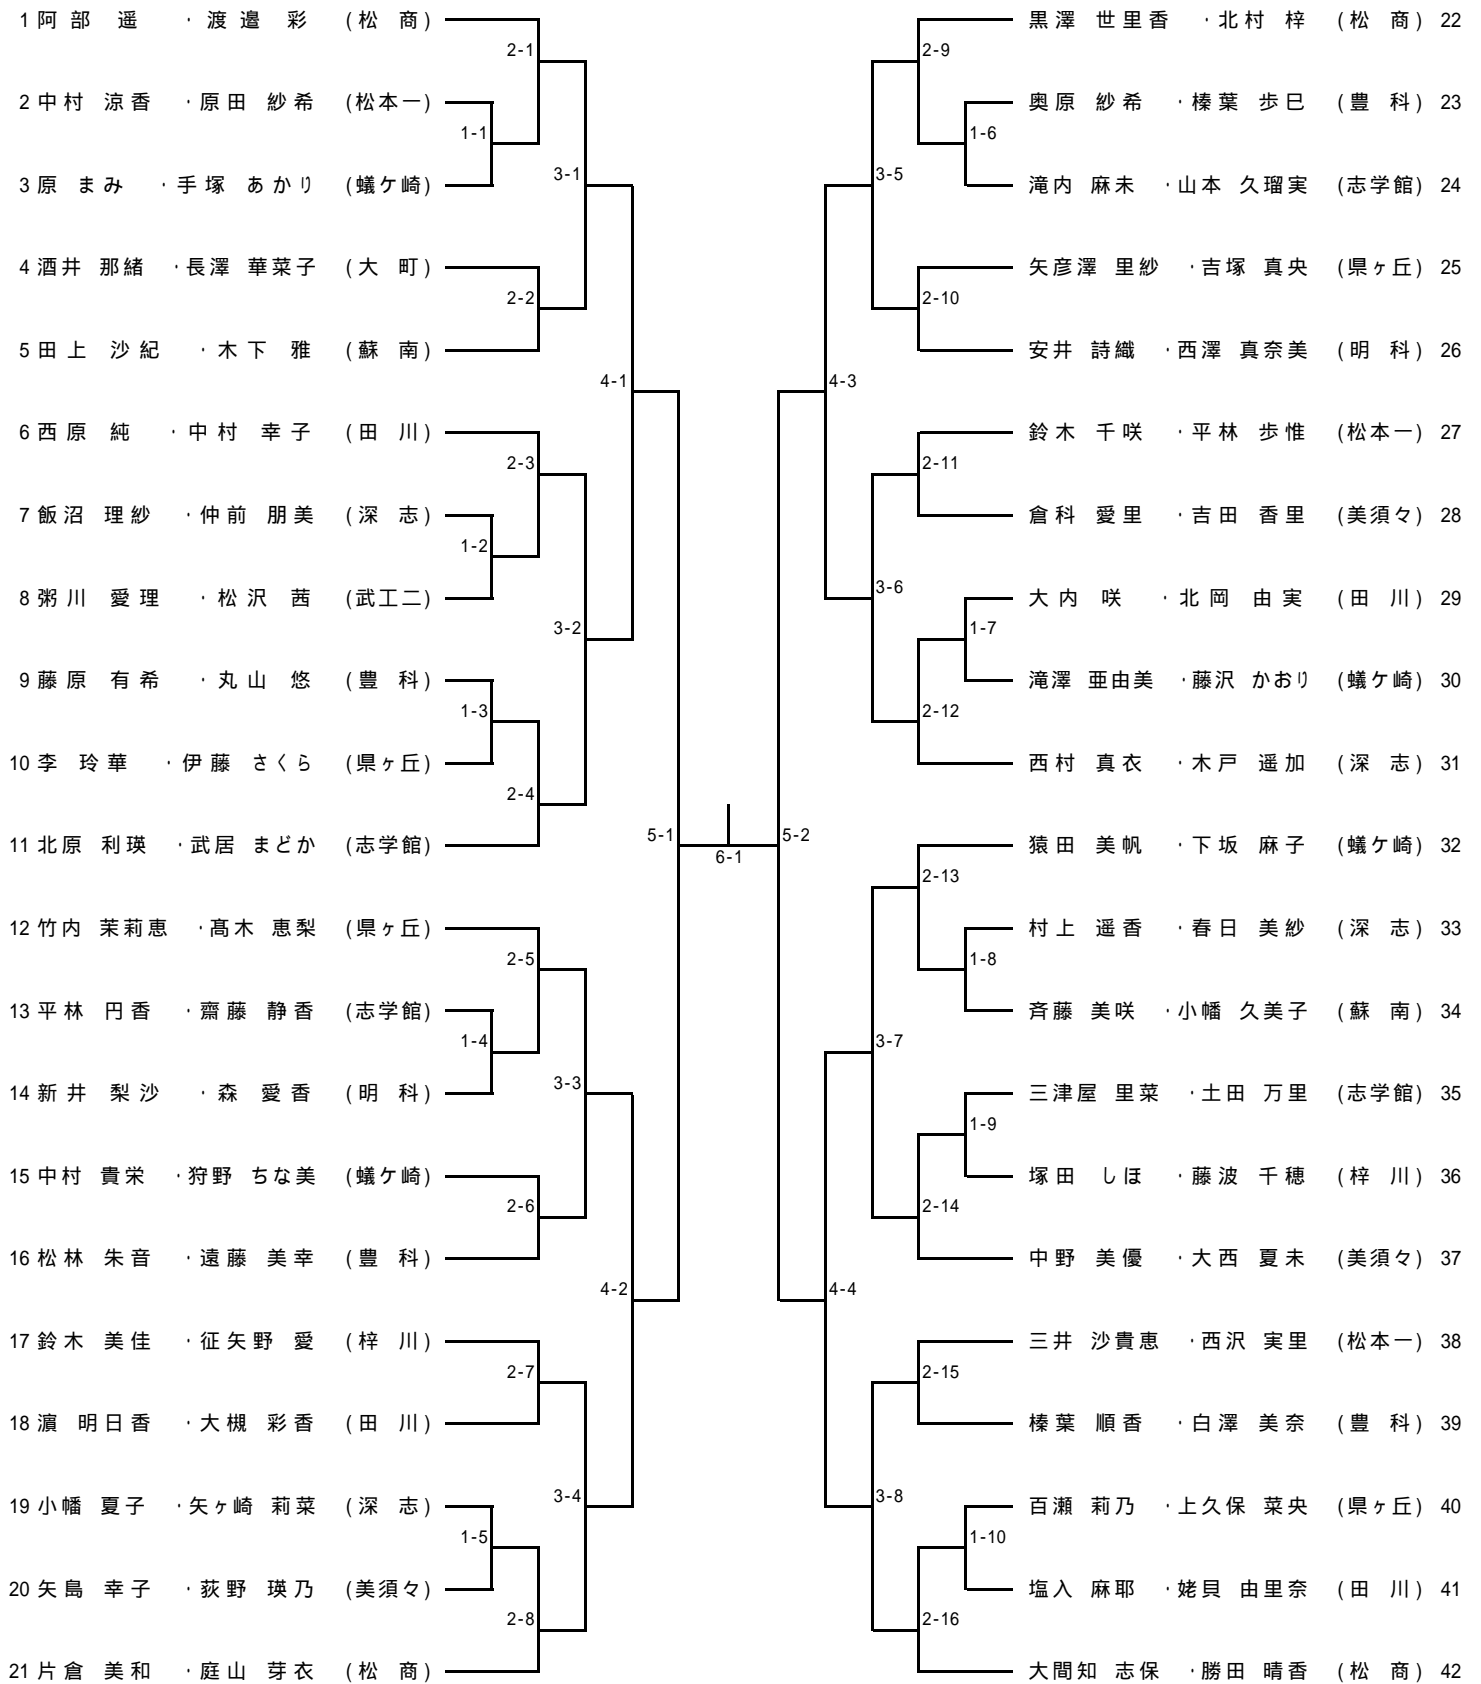 1 阿部 遥 ・渡邉 彩 (松 商)
2-1
2 中村 涼香 ・原田 紗希 (松本一)
1-1
3 原 まみ ・手塚 あかり (蟻ケ崎)
3-1
4 酒井 那緒 ・長澤 華菜子 (大 町)
2-2
5 田上 沙紀 ・木下 雅 (蘇 南)
4-1
6 西原 純 ・中村 幸子 (田 川)
2-3
7 飯沼 理紗 ・仲前 朋美 (深 志)
1-2
8 粥川 愛理 ・松沢 茜 (武工二)
3-2
9 藤原 有希 ・丸山 悠 (豊 科)
1-3
10 李 玲華 ・伊藤 さくら (県ヶ丘)
2-4
11 北原 利瑛 ・武居 まどか (志学館)
5-1
12 竹内 茉莉恵 ・髙木 恵梨 (県ヶ丘)
2-5
13 平林 円香 ・齋藤 静香 (志学館)
1-4
14 新井 梨沙 ・森 愛香 (明 科)
3-3
15 中村 貴栄 ・狩野 ちな美 (蟻ケ崎)
2-6
16 松林 朱音 ・遠藤 美幸 (豊 科)
4-2
17 鈴木 美佳 ・征矢野 愛 (梓 川)
2-7
18 濵 明日香 ・大槻 彩香 (田 川)
3-4
19 小幡 夏子 ・矢ヶ崎 莉菜 (深 志)
1-5
20 矢島 幸子 ・荻野 瑛乃 (美須々)
2-8
21 片倉 美和 ・庭山 芽衣 (松 商)
6-1
黒澤 世里香 ・北村 梓 (松 商) 22
2-9
奥原 紗希 ・榛葉 歩巳 (豊 科) 23
1-6
滝内 麻未 ・山本 久瑠実 (志学館) 24
3-5
矢彦澤 里紗 ・吉塚 真央 (県ヶ丘) 25
2-10
安井 詩織 ・西澤 真奈美 (明 科) 26
4-3
鈴木 千咲 ・平林 歩惟 (松本一) 27
2-11
倉科 愛里 ・吉田 香里 (美須々) 28
3-6
大内 咲 ・北岡 由実 (田 川) 29
1-7
滝澤 亜由美 ・藤沢 かおり (蟻ケ崎) 30
2-12
西村 真衣 ・木戸 遥加 (深 志) 31
5-2
猿田 美帆 ・下坂 麻子 (蟻ケ崎) 32
2-13
村上 遥香 ・春日 美紗 (深 志) 33
1-8
斉藤 美咲 ・小幡 久美子 (蘇 南) 34
3-7
三津屋 里菜 ・土田 万里 (志学館) 35
1-9
塚田 しほ ・藤波 千穂 (梓 川) 36
2-14
中野 美優 ・大西 夏未 (美須々) 37
4-4
三井 沙貴恵 ・西沢 実里 (松本一) 38
2-15
榛葉 順香 ・白澤 美奈 (豊 科) 39
3-8
百瀬 莉乃 ・上久保 菜央 (県ヶ丘) 40
1-10
塩入 麻耶 ・姥貝 由里奈 (田 川) 41
2-16
大間知 志保 ・勝田 晴香 (松 商) 42